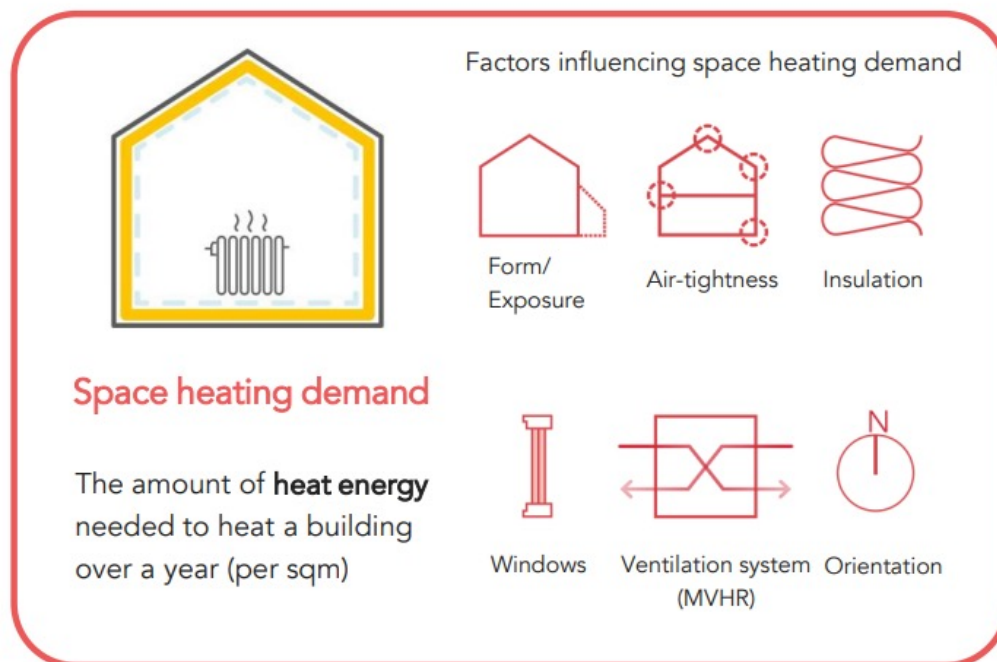 Factors influencing space heating demand
Form/
Exposure
Air-tightness
Insulation
Space heating demand
The amount of heat energy
needed to heat a building
over a year (per sqm)
N
Windows
Ventilation system
(MVHR)
Orientation